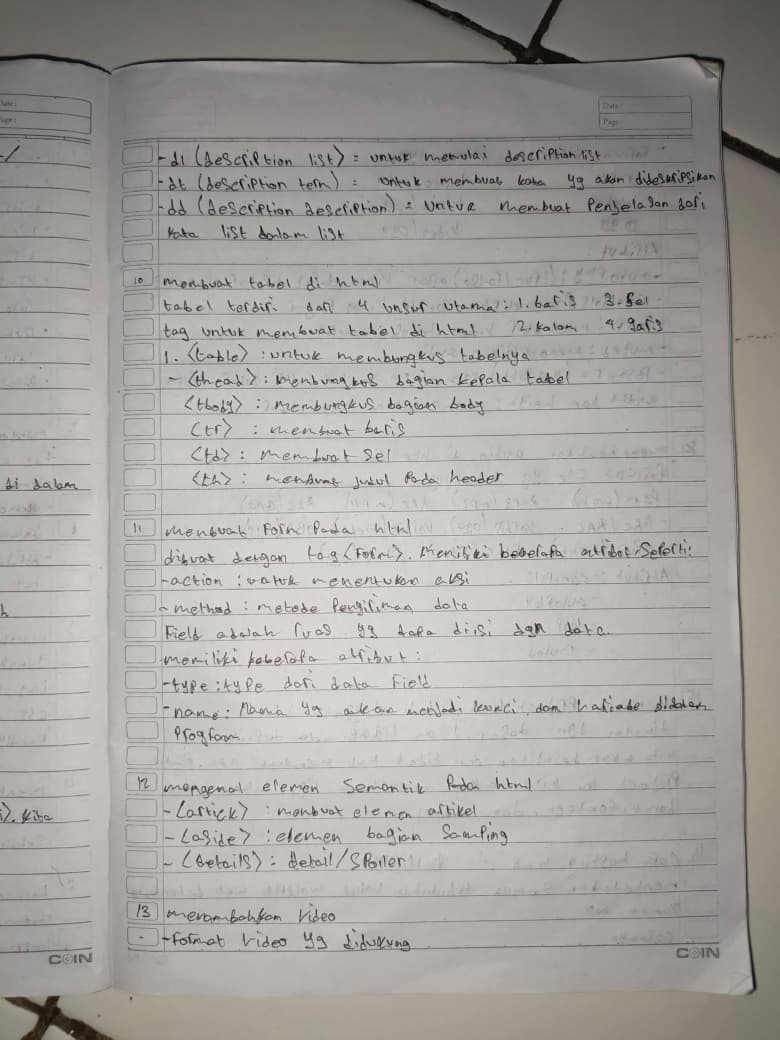 Date:
Page:
Date:
Page:
-dl (description list) = untuk memulai description list
-dt (description term) = untuk membuat kata yg akan dideskripsikan
-dd (description description) = untuk membuat Penjelasan dari
kata list dalam list
10 membuat tabel di html
tabel terdiri dari 4 unsur utama: 1. baris 3. Sel
tag untuk membuat tabel di html 2. kolom 4. garis
1. <table> : untuk membungkus tabelnya
- <thead> : membungkus bagian kepala tabel
<tbody> : membungkus bagian body
<tr> : membuat baris
<td> : membuat Sel
<th> : membuat judul Pada header
di dalam
11 membuat Form Pada html
dibuat dengan tag <Form>. Memiliki beberapa atribut Seperti:
-action : untuk menentukan aksi
- method : metode Pengiriman data
Field adalah ruas yg dapa diisi dgn data.
memiliki beberapa atribut:
-type : type dari data Field
-name : Nama yg akan menjadi kunci dan variabe didalam
Program
12 mengenal elemen Semantik Pada html
- <artick> : membuat elemen artikel
- <aside> : elemen bagian Samping
- <details> : detail/SPoiler
). kita
13 menambahkan Video
- -format video yg didukung
COIN
COIN